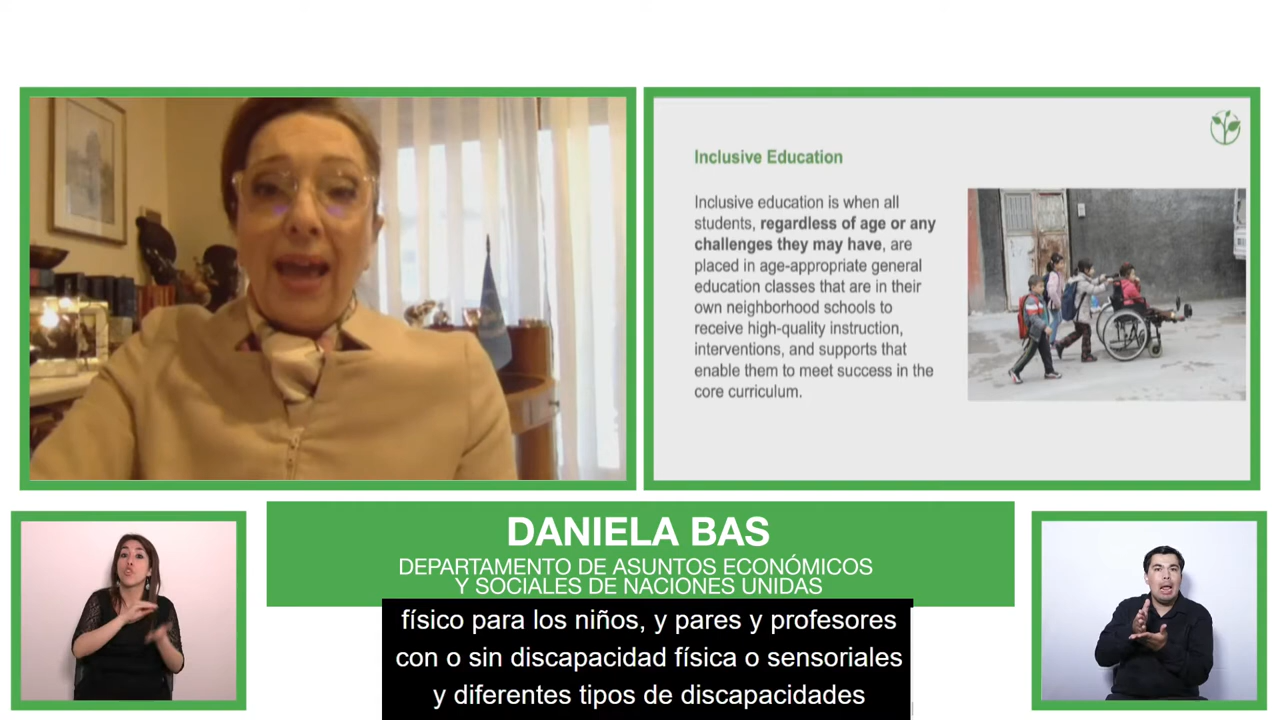 Inclusive Education
Inclusive education is when all
students, regardless of age or any
challenges they may have, are
placed in age-appropriate general
education classes that are in their
own neighborhood schools to
receive high-quality instruction,
interventions, and supports that
enable them to meet success in the
core curriculum.
DANIELA BAS
DEPARTAMENTO DE ASUNTOS ECONÓMICOS
Y SOCIALES DE NACIONES UNIDAS
físico para los niños, y pares y profesores
con o sin discapacidad física o sensoriales
y diferentes tipos de discapacidades